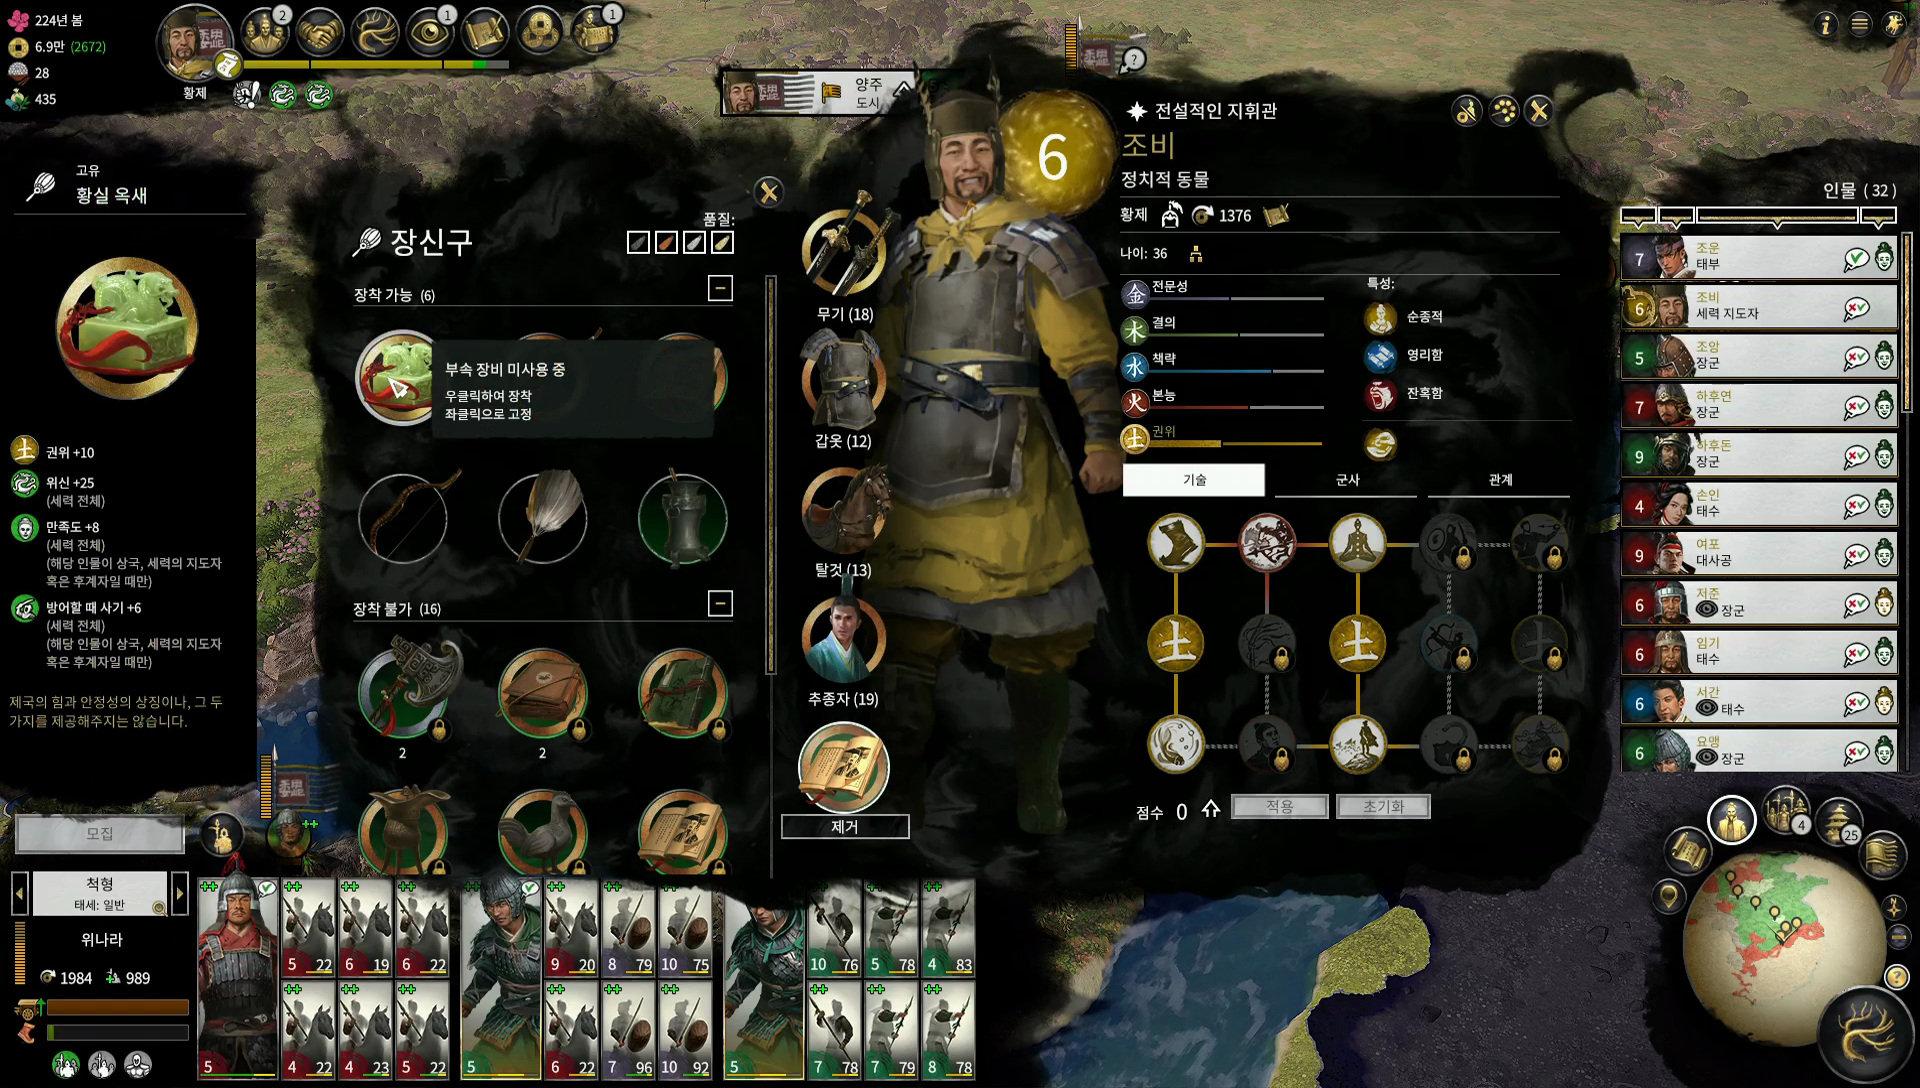 224년 봄
6.9만 (2672)
28
435
황제
2
1
1
양주
도시
고유
황실 옥새
권위 +10
위신 +25
(세력 전체)
만족도 +8
(세력 전체)
(해당 인물이 상국, 세력의 지도자
혹은 후계자일 때만)
방어할 때 사기 +6
(세력 전체)
(해당 인물이 상국, 세력의 지도자
혹은 후계자일 때만)
제국의 힘과 안정성의 상징이나, 그 두
가지를 제공해주지는 않습니다.
장신구
품질:
장착 가능 (6)
부속 장비 미사용 중
우클릭하여 장착
좌클릭으로 고정
장착 불가 (16)
2
2
무기 (18)
갑옷 (12)
탈것 (13)
추종자 (19)
제거
6
전설적인 지휘관
조비
정치적 동물
황제
1376
나이: 36
金 전문성
木 결의
水 책략
火 본능
土 권위
특성:
순종적
영리함
잔혹함
기술
군사
관계
土
土
土
점수 0
적용
초기화
인물 ( 32 )
7 조운
태부
6 조비
세력 지도자
5 조앙
장군
7 하후연
장군
9 하후돈
장군
4 손인
태수
9 여포
대사공
6 저준
장군
6 임기
태수
6 서간
태수
6 요맹
장군
4
25
N
?
모집
척형
태세: 일반
위나라
1984
989
5
5 22
6 19
6 22
4 22
4 23
5 22
5
9 20
8 79
10 75
6 22
7 96
10 92
5
10 76
5 78
4 83
7 78
7 79
8 78